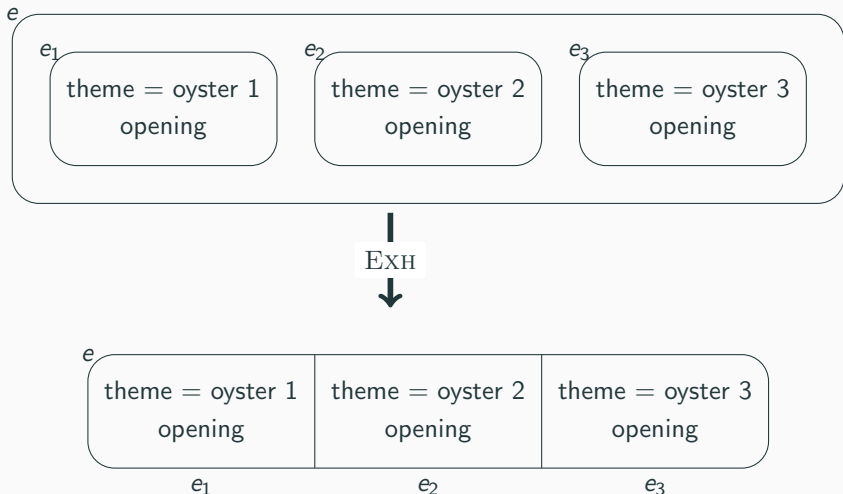 e
e₁ e₂ e₃
theme = oyster 1 theme = oyster 2 theme = oyster 3
opening opening opening
Exh
e
theme = oyster 1 theme = oyster 2 theme = oyster 3
opening opening opening
e₁ e₂ e₃